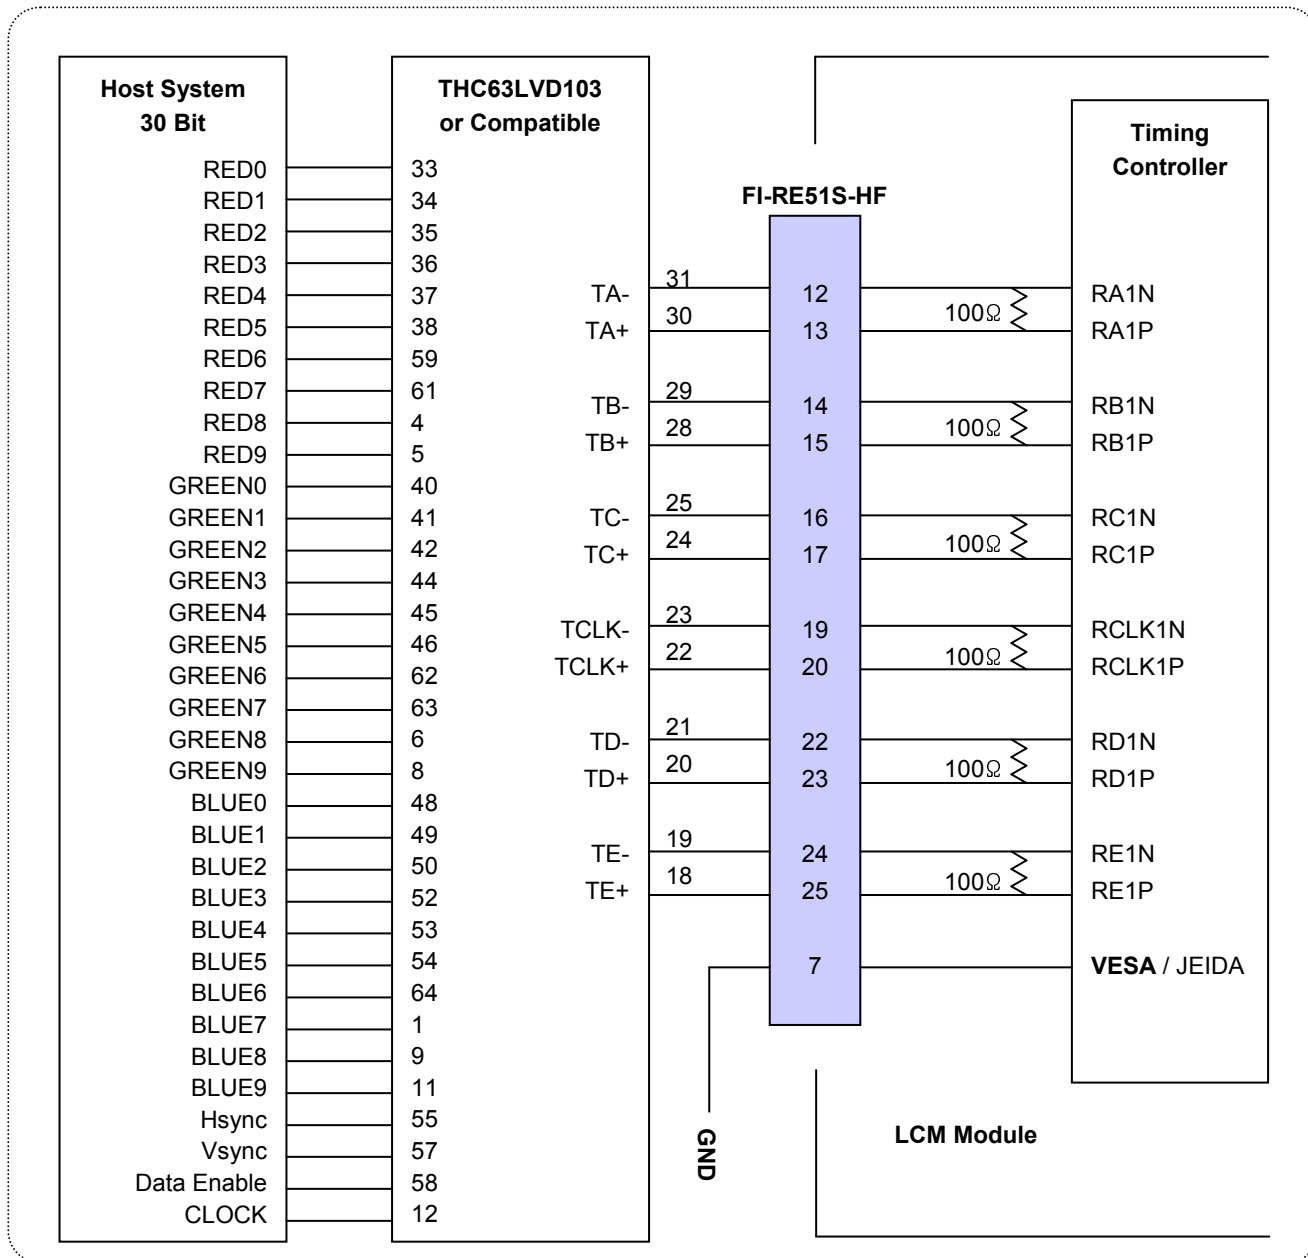 Host System
30 Bit
THC63LVD103
or Compatible
Timing
Controller
FI-RE51S-HF
RED0 33
RED1 34
RED2 35
RED3 36
RED4 37
RED5 38
RED6 59
RED7 61
RED8 4
RED9 5
GREEN0 40
GREEN1 41
GREEN2 42
GREEN3 44
GREEN4 45
GREEN5 46
GREEN6 62
GREEN7 63
GREEN8 6
GREEN9 8
BLUE0 48
BLUE1 49
BLUE2 50
BLUE3 52
BLUE4 53
BLUE5 54
BLUE6 64
BLUE7 1
BLUE8 9
BLUE9 11
Hsync 55
Vsync 57
Data Enable 58
CLOCK 12
TA- 31 12 RA1N
100Ω
TA+ 30 13 RA1P
TB- 29 14 RB1N
100Ω
TB+ 28 15 RB1P
TC- 25 16 RC1N
100Ω
TC+ 24 17 RC1P
TCLK- 23 19 RCLK1N
100Ω
TCLK+ 22 20 RCLK1P
TD- 21 22 RD1N
100Ω
TD+ 20 23 RD1P
TE- 19 24 RE1N
100Ω
TE+ 18 25 RE1P
7 VESA / JEIDA
GND
LCM Module